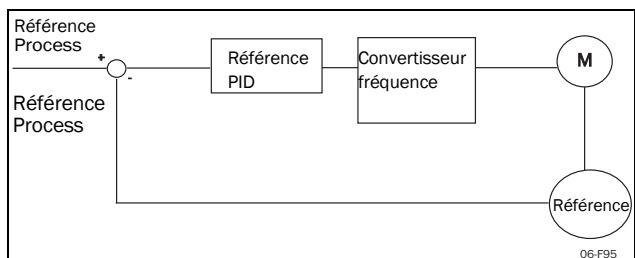 Référence
Process
+
-
Référence
Process
Référence
PID
Convertisseur
fréquence
M
Référence
06-F95